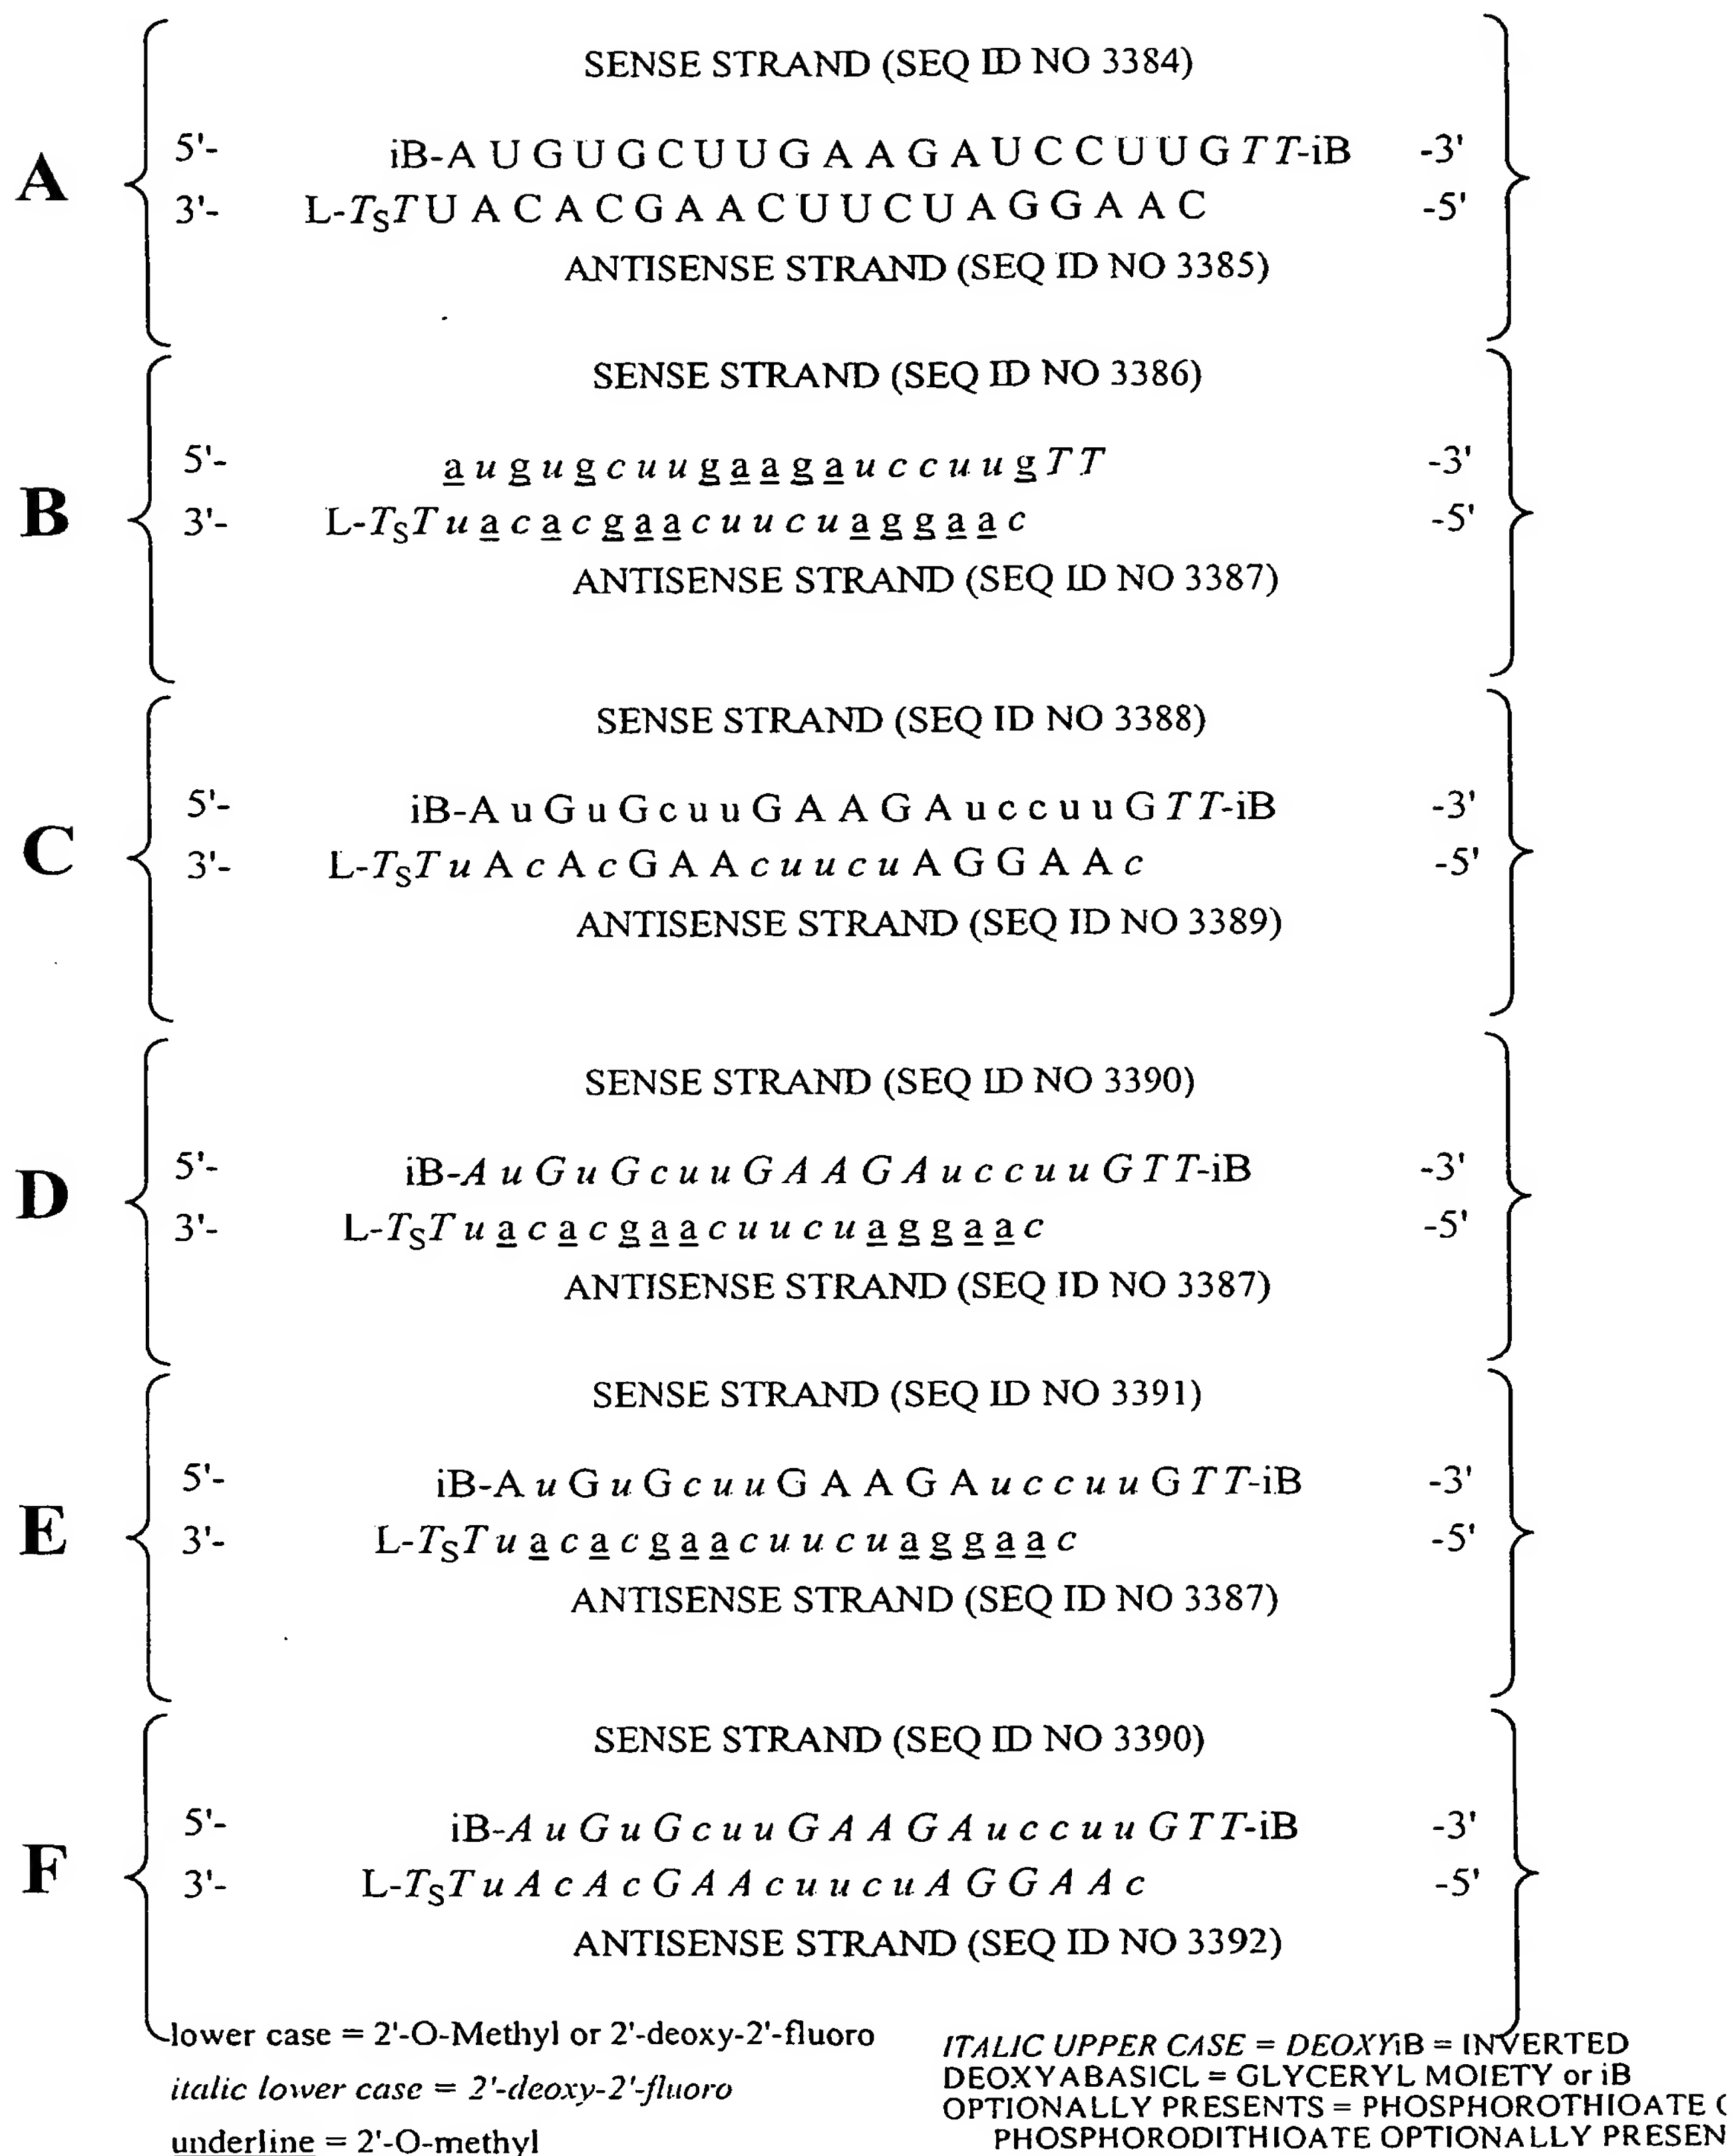 SENSE STRAND (SEQ ID NO 3384)
A
5'- iB-A U G U G C U U G A A G A U C C U U G T T-iB -3'
3'- L-TSTU A C A C G A A C U U C U A G G A A C -5'
ANTISENSE STRAND (SEQ ID NO 3385)
SENSE STRAND (SEQ ID NO 3386)
B
5'- a u g u g c u u g a a g a u c c u u g T T -3'
3'- L-TST u a c a c g a a c u u c u a g g a a c -5'
ANTISENSE STRAND (SEQ ID NO 3387)
SENSE STRAND (SEQ ID NO 3388)
C
5'- iB-A u G u G c u u G A A G A u c c u u G T T-iB -3'
3'- L-TST u A c A c G A A c u u c u A G G A A c -5'
ANTISENSE STRAND (SEQ ID NO 3389)
SENSE STRAND (SEQ ID NO 3390)
D
5'- iB-A u G u G c u u G A A G A u c c u u G T T-iB -3'
3'- L-TST u a c a c g a a c u u c u a g g a a c -5'
ANTISENSE STRAND (SEQ ID NO 3387)
SENSE STRAND (SEQ ID NO 3391)
E
5'- iB-A u G u G c u u G A A G A u c c u u G T T-iB -3'
3'- L-TST u a c a c g a a c u u c u a g g a a c -5'
ANTISENSE STRAND (SEQ ID NO 3387)
SENSE STRAND (SEQ ID NO 3390)
F
5'- iB-A u G u G c u u G A A G A u c c u u G T T-iB -3'
3'- L-TST u A c A c G A A c u u c u A G G A A c -5'
ANTISENSE STRAND (SEQ ID NO 3392)
lower case = 2'-O-Methyl or 2'-deoxy-2'-fluoro
italic lower case = 2'-deoxy-2'-fluoro
underline = 2'-O-methyl
ITALIC UPPER CASE = DEOXYiB = INVERTED
DEOXYABASICL = GLYCERYL MOIETY or iB
OPTIONALLY PRESENTS = PHOSPHOROTHIOATE
PHOSPHORODITHIOATE OPTIONALLY PRESEN